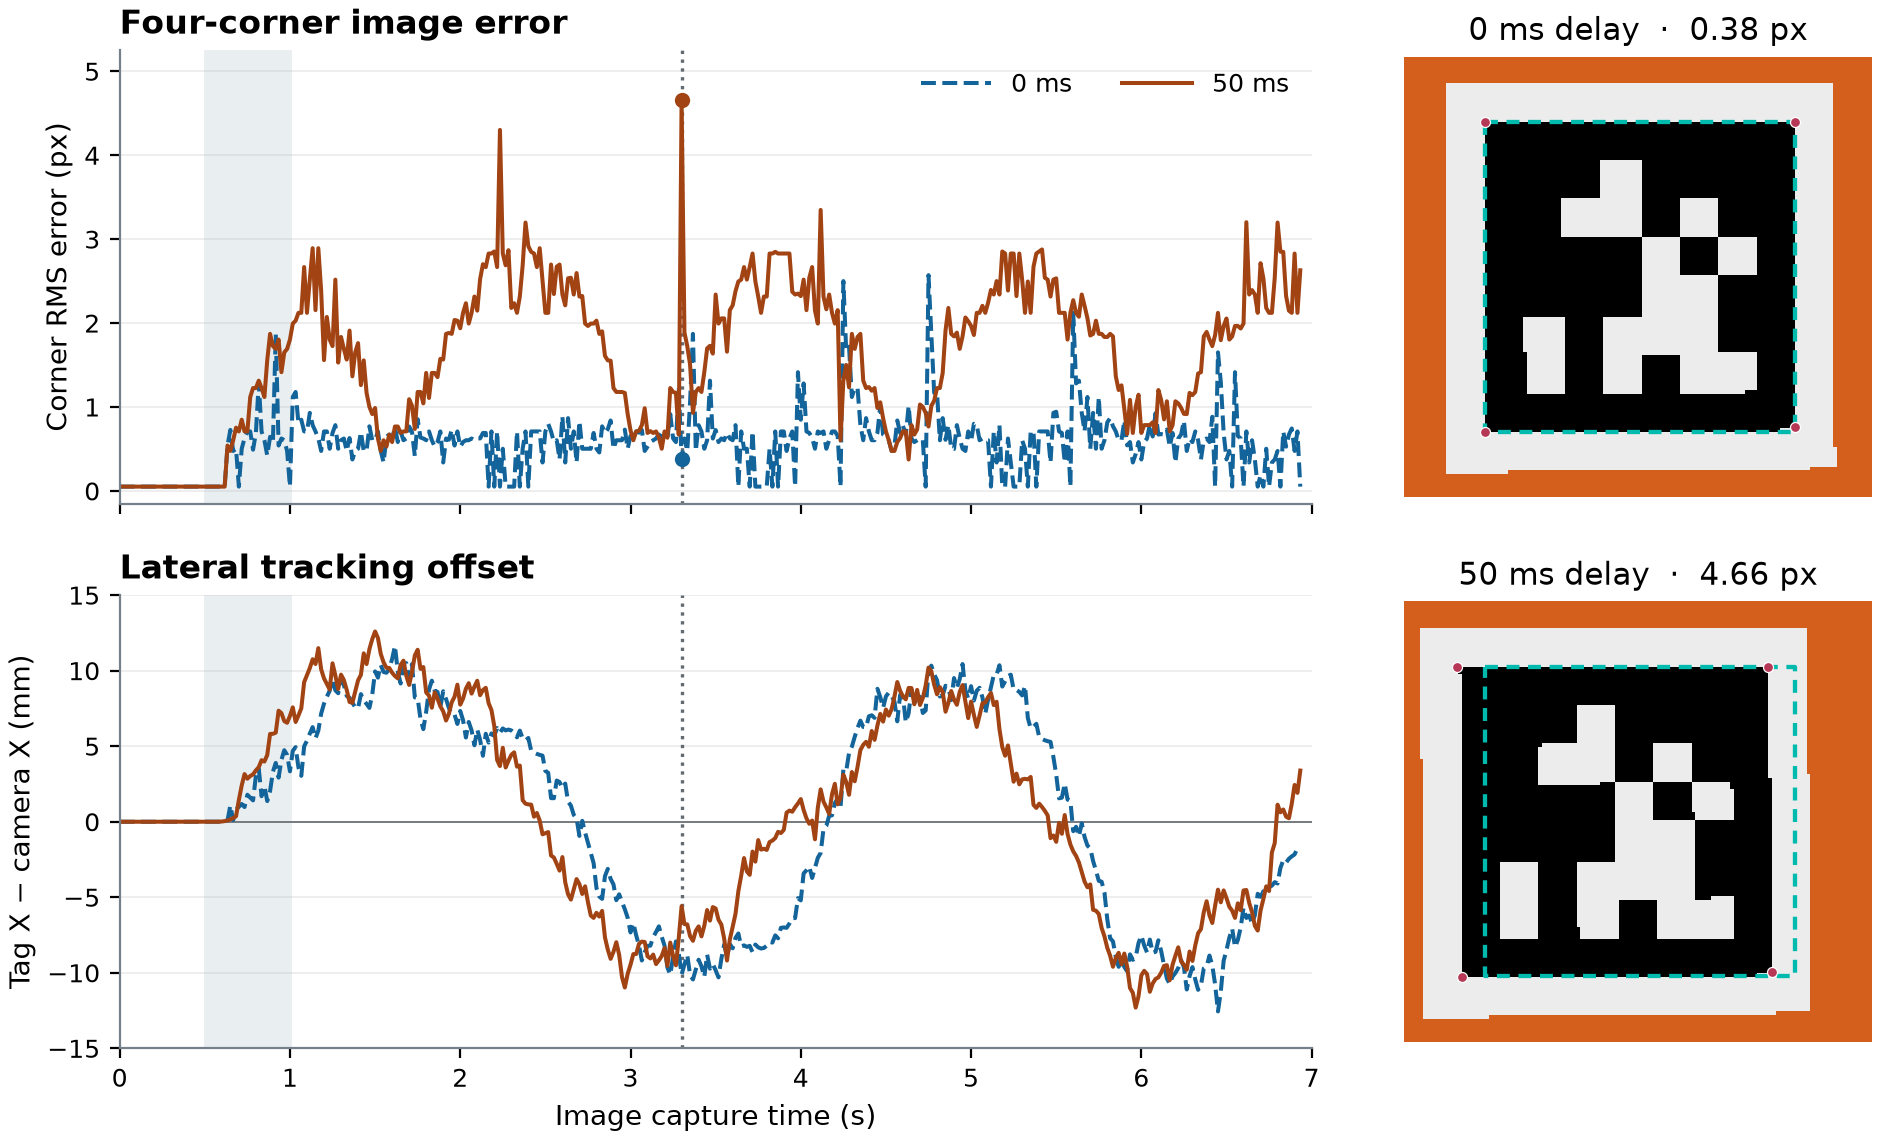 Four-corner image error
0 ms delay · 0.38 px
Corner RMS error (px)
5
4
3
2
1
0
0 ms
50 ms
Lateral tracking offset
50 ms delay · 4.66 px
Tag X − camera X (mm)
15
10
5
0
−5
−10
−15
0 1 2 3 4 5 6 7
Image capture time (s)